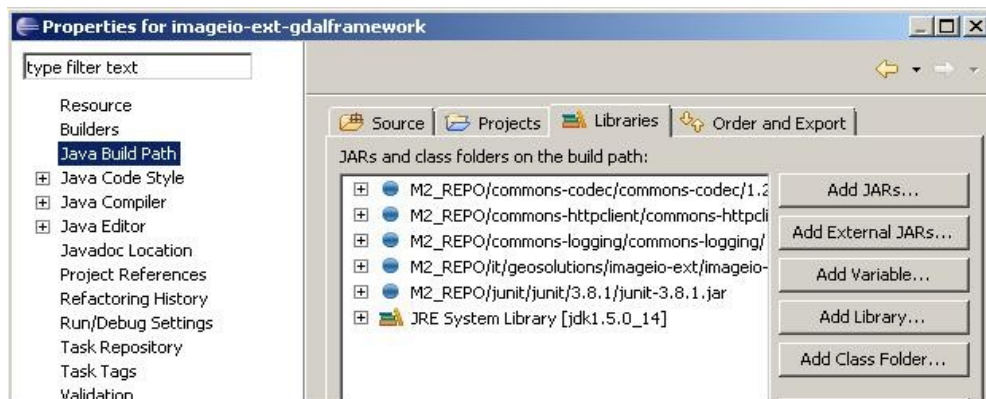 Properties for imageio-ext-gdalframework
type filter text
Resource
Builders
Java Build Path
Java Code Style
Java Compiler
Java Editor
Javadoc Location
Project References
Refactoring History
Run/Debug Settings
Task Repository
Task Tags
Validation
Source Projects Libraries Order and Export
JARs and class folders on the build path:
M2_REPO/commons-codec/commons-codec/1.2
M2_REPO/commons-httpclient/commons-httpcli
M2_REPO/commons-logging/commons-logging/
M2_REPO/it/geosolutions/imageio-ext/imageio-
M2_REPO/junit/junit/3.8.1/junit-3.8.1.jar
JRE System Library [jdk1.5.0_14]
Add JARs...
Add External JARs...
Add Variable...
Add Library...
Add Class Folder...